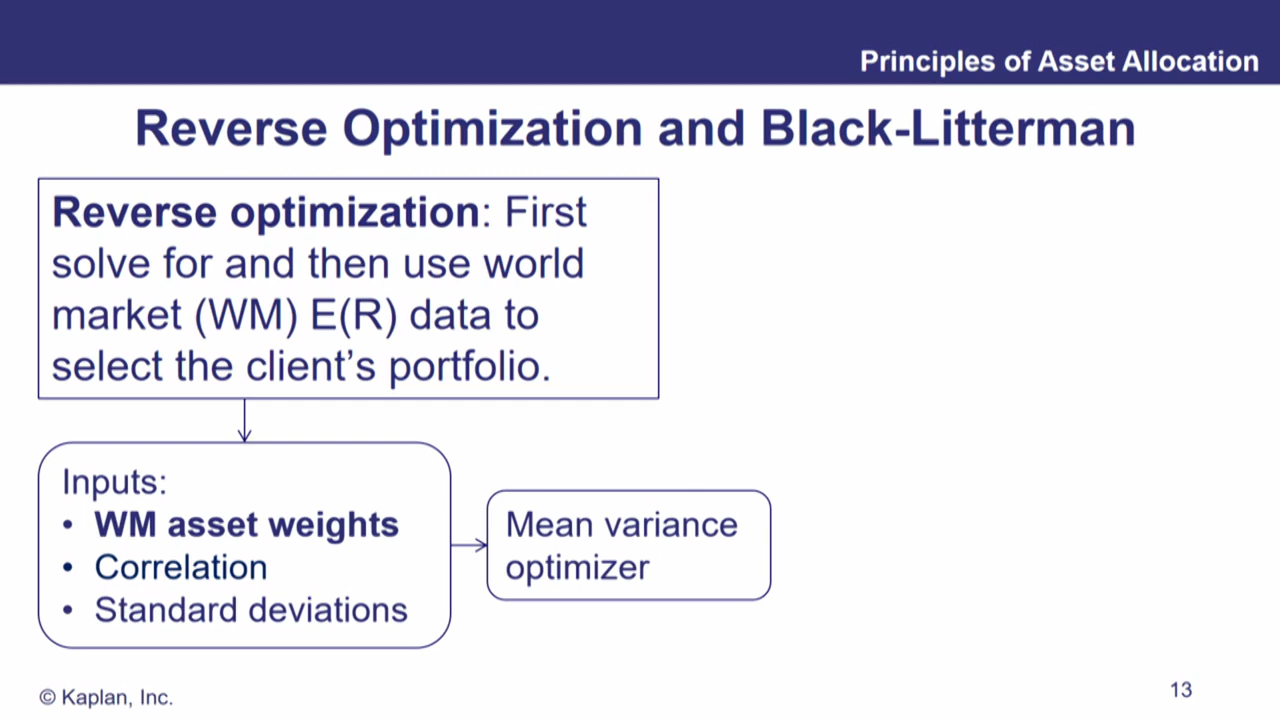 Principles of Asset Allocation
Reverse Optimization and Black-Litterman
Reverse optimization: First
solve for and then use world
market (WM) E(R) data to
select the client's portfolio.
Inputs:
• WM asset weights
• Correlation
• Standard deviations
Mean variance
optimizer
© Kaplan, Inc.
13